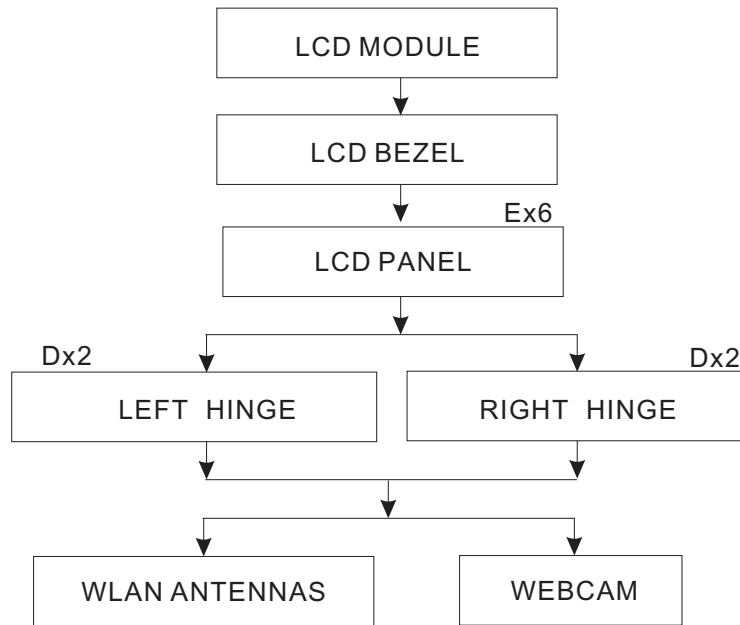 LCD MODULE
LCD BEZEL
Ex6
LCD PANEL
Dx2
Dx2
LEFT HINGE
RIGHT HINGE
WLAN ANTENNAS
WEBCAM